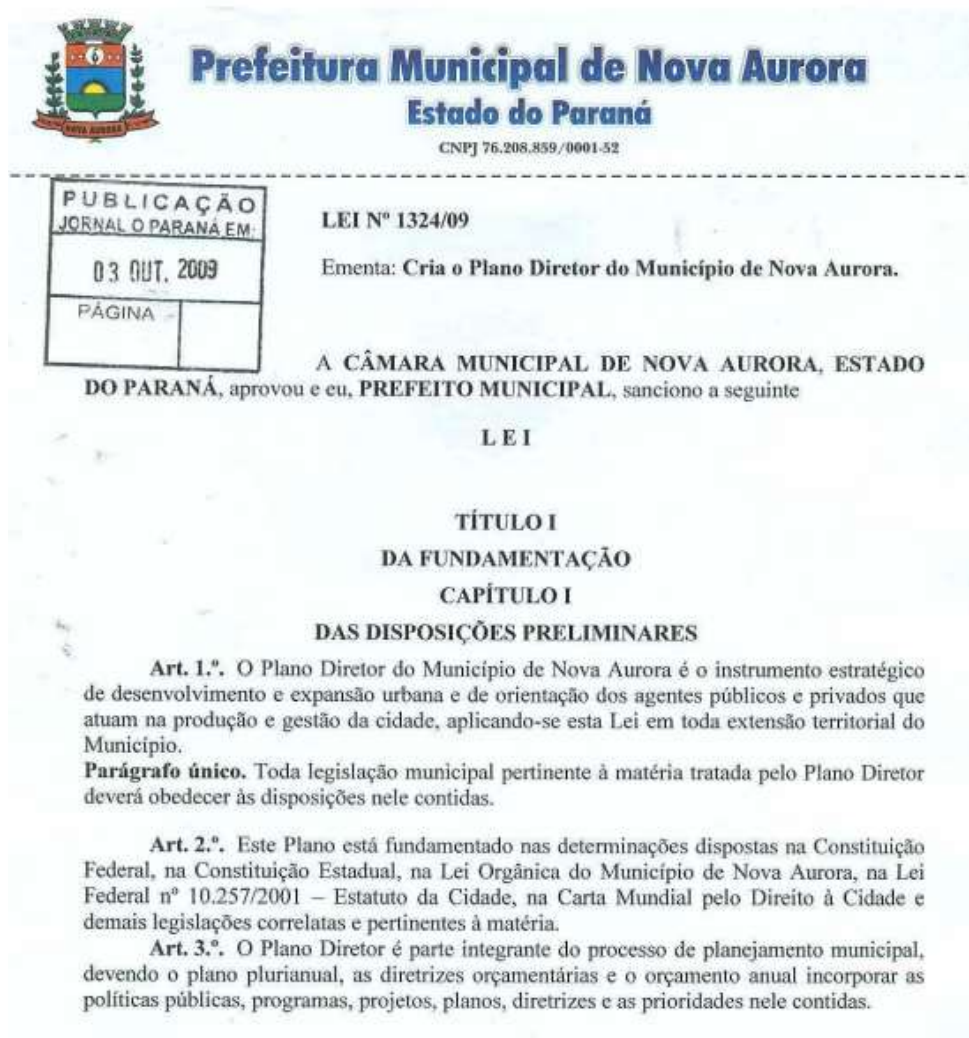 NOVA AURORA
Prefeitura Municipal de Nova Aurora
Estado do Paraná
CNPJ 76.208.859/0001-52
PUBLICAÇÃO
JORNAL O PARANÁ EM:
03 OUT. 2009
PÁGINA
LEI Nº 1324/09
Ementa: Cria o Plano Diretor do Município de Nova Aurora.
A CÂMARA MUNICIPAL DE NOVA AURORA, ESTADO
DO PARANÁ, aprovou e eu, PREFEITO MUNICIPAL, sanciono a seguinte
L E I
TÍTULO I
DA FUNDAMENTAÇÃO
CAPÍTULO I
DAS DISPOSIÇÕES PRELIMINARES
Art. 1.º. O Plano Diretor do Município de Nova Aurora é o instrumento estratégico
de desenvolvimento e expansão urbana e de orientação dos agentes públicos e privados que
atuam na produção e gestão da cidade, aplicando-se esta Lei em toda extensão territorial do
Município.
Parágrafo único. Toda legislação municipal pertinente à matéria tratada pelo Plano Diretor
deverá obedecer às disposições nele contidas.
Art. 2.º. Este Plano está fundamentado nas determinações dispostas na Constituição
Federal, na Constituição Estadual, na Lei Orgânica do Município de Nova Aurora, na Lei
Federal nº 10.257/2001 – Estatuto da Cidade, na Carta Mundial pelo Direito à Cidade e
demais legislações correlatas e pertinentes à matéria.
Art. 3.º. O Plano Diretor é parte integrante do processo de planejamento municipal,
devendo o plano plurianual, as diretrizes orçamentárias e o orçamento anual incorporar as
políticas públicas, programas, projetos, planos, diretrizes e as prioridades nele contidas.